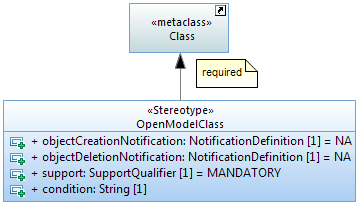 «metaclass»
Class
required
«Stereotype»
OpenModelClass
+ objectCreationNotification: NotificationDefinition [1] = NA
+ objectDeletionNotification: NotificationDefinition [1] = NA
+ support: SupportQualifier [1] = MANDATORY
+ condition: String [1]